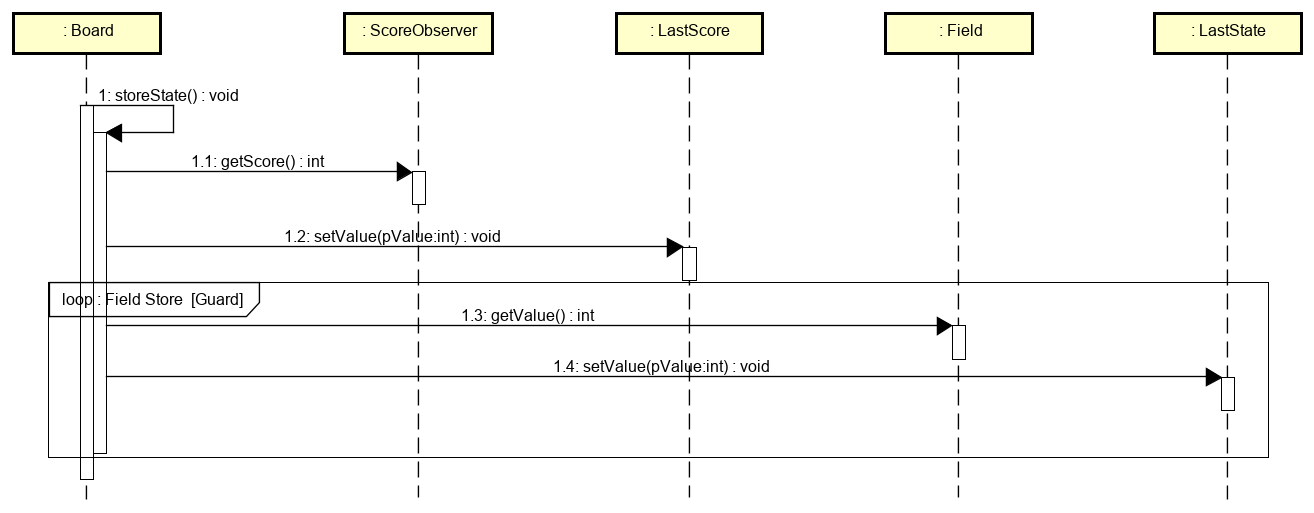 : Board
: ScoreObserver
: LastScore
: Field
: LastState
1: storeState() : void
1.1: getScore() : int
1.2: setValue(pValue:int) : void
loop : Field Store [Guard]
1.3: getValue() : int
1.4: setValue(pValue:int) : void